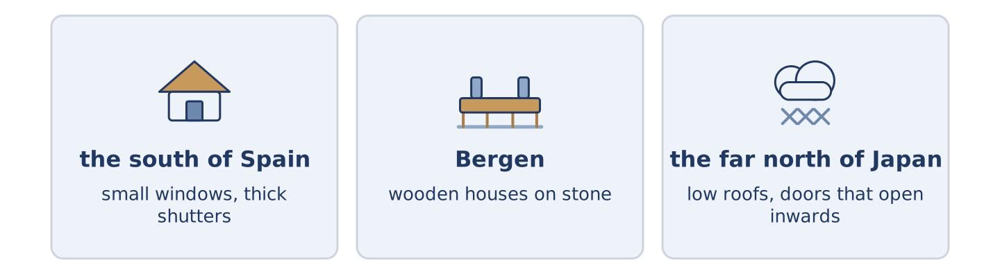 the south of Spain
small windows, thick
shutters
Bergen
wooden houses on stone
the far north of Japan
low roofs, doors that open
inwards